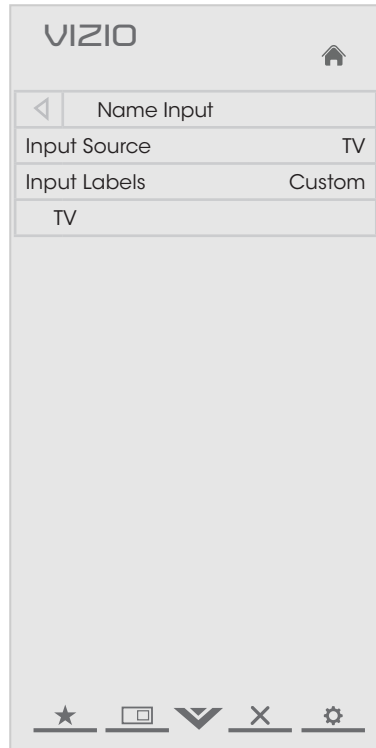 VIZIO
Name Input
Input Source TV
Input Labels Custom
TV